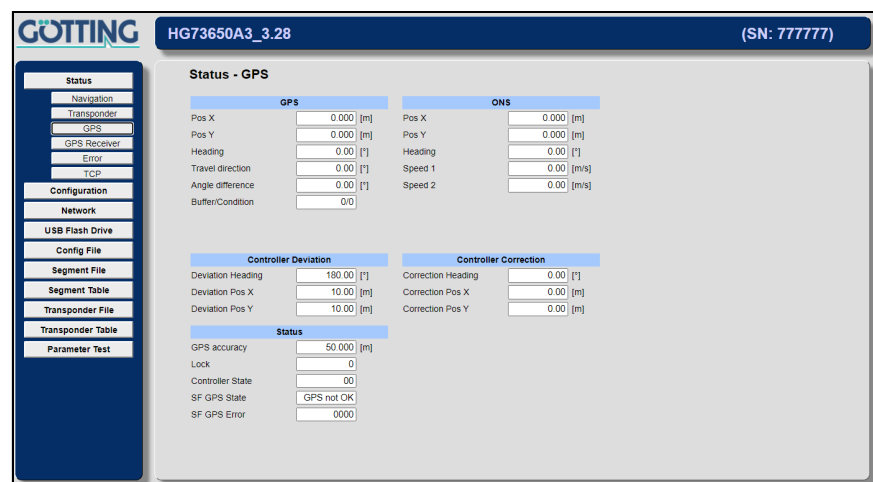 GÖTTING
HG73650A3_3.28 (SN: 777777)
Status
Navigation
Transponder
GPS
GPS Receiver
Error
TCP
Configuration
Network
USB Flash Drive
Config File
Segment File
Segment Table
Transponder File
Transponder Table
Parameter Test
Status - GPS
GPS
Pos X 0.000 [m]
Pos Y 0.000 [m]
Heading 0.00 [°]
Travel direction 0.00 [°]
Angle difference 0.00 [°]
Buffer/Condition 0/0
ONS
Pos X 0.000 [m]
Pos Y 0.000 [m]
Heading 0.00 [°]
Speed 1 0.00 [m/s]
Speed 2 0.00 [m/s]
Controller Deviation
Deviation Heading 180.00 [°]
Deviation Pos X 10.00 [m]
Deviation Pos Y 10.00 [m]
Controller Correction
Correction Heading 0.00 [°]
Correction Pos X 0.00 [m]
Correction Pos Y 0.00 [m]
Status
GPS accuracy 50.000 [m]
Lock 0
Controller State 00
SF GPS State GPS not OK
SF GPS Error 0000